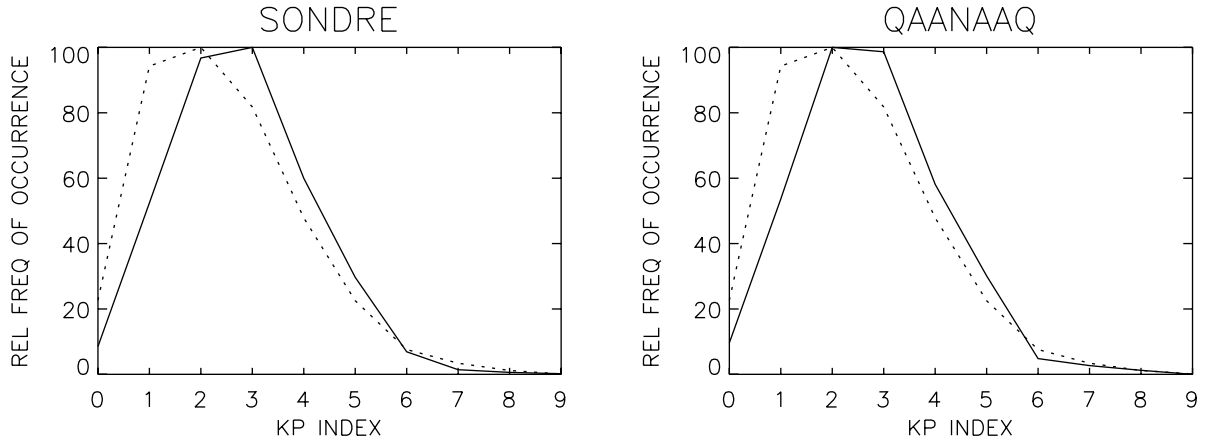 SONDRE
REL FREQ OF OCCURRENCE
100
80
60
40
20
0
0 1 2 3 4 5 6 7 8 9
KP INDEX
QAANAAQ
REL FREQ OF OCCURRENCE
100
80
60
40
20
0
0 1 2 3 4 5 6 7 8 9
KP INDEX